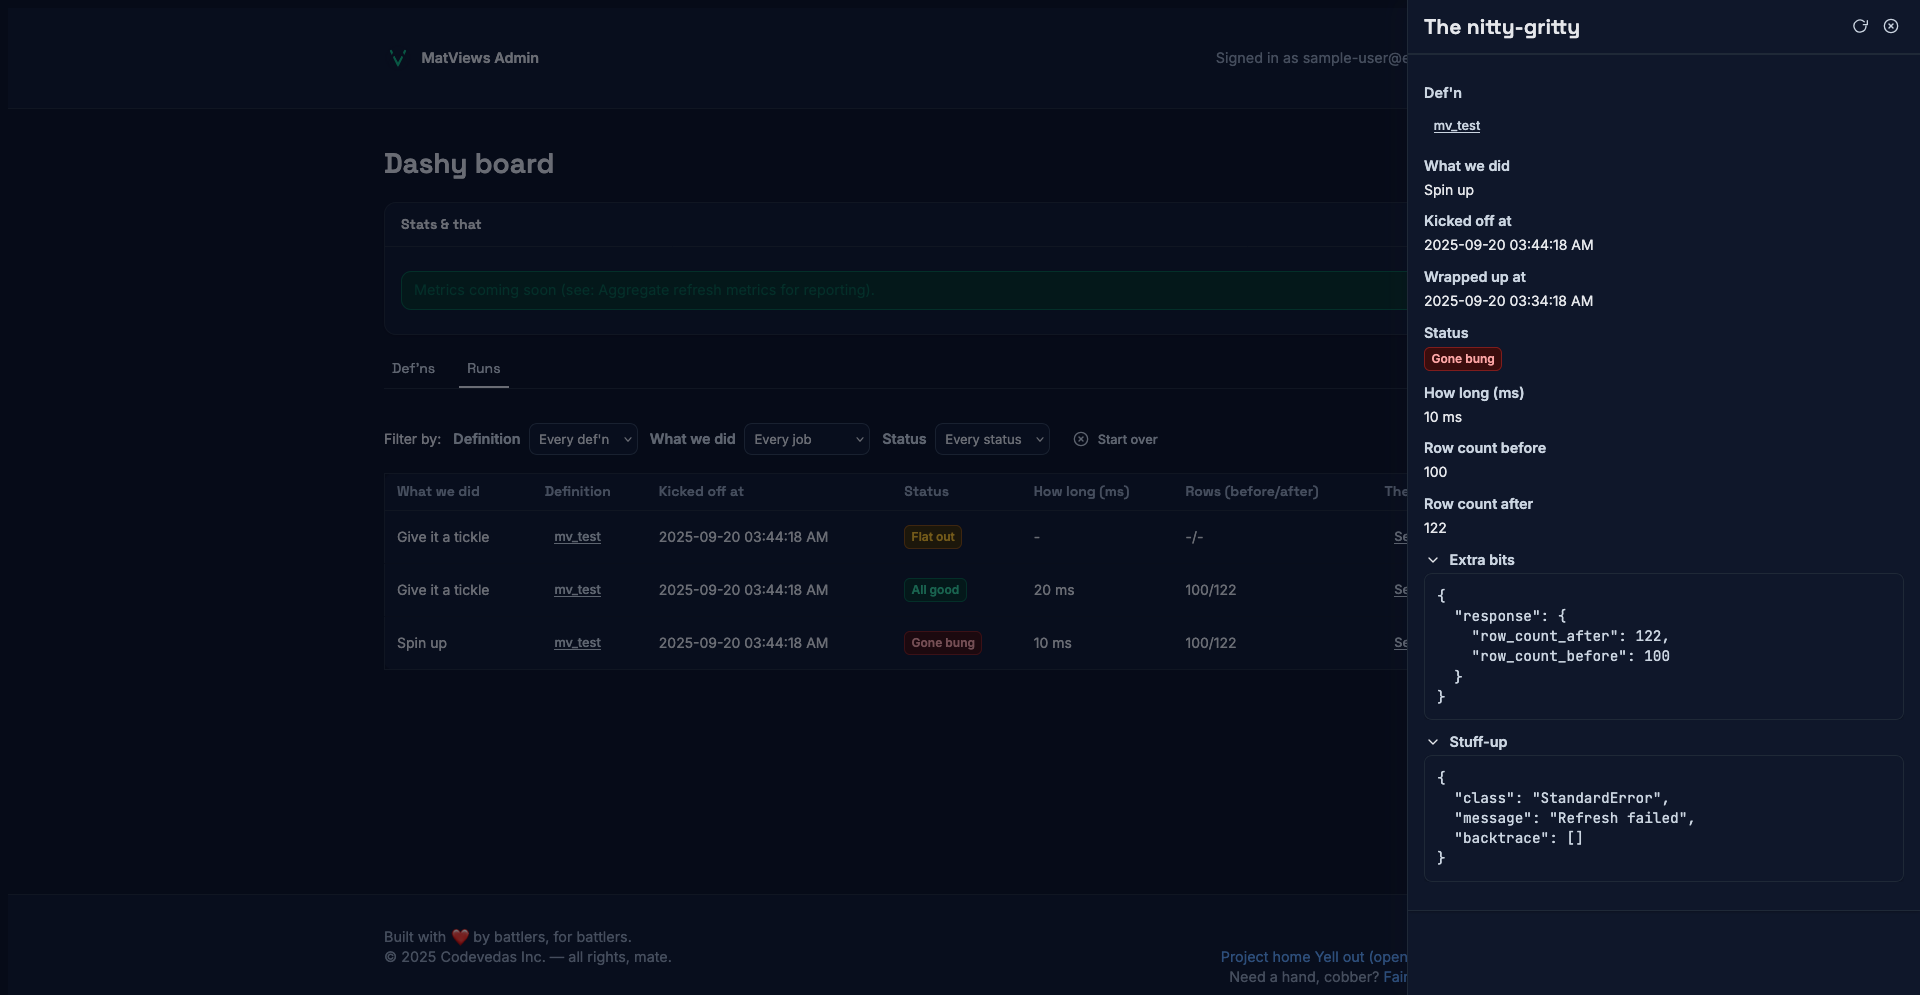 MatViews Admin
Signed in as sample-user@e
Dashy board
Stats & that
Metrics coming soon (see: Aggregate refresh metrics for reporting).
Def'ns
Runs
Filter by: Definition Every def'n What we did Every job Status Every status Start over
What we did Definition Kicked off at Status How long (ms) Rows (before/after) The
Give it a tickle mv_test 2025-09-20 03:44:18 AM Flat out - -/- Se
Give it a tickle mv_test 2025-09-20 03:44:18 AM All good 20 ms 100/122 Se
Spin up mv_test 2025-09-20 03:44:18 AM Gone bung 10 ms 100/122 Se
Built with ❤️ by battlers, for battlers.
© 2025 Codevedas Inc. — all rights, mate.
Project home Yell out (open
Need a hand, cobber? Fair
The nitty-gritty
Def'n
mv_test
What we did
Spin up
Kicked off at
2025-09-20 03:44:18 AM
Wrapped up at
2025-09-20 03:34:18 AM
Status
Gone bung
How long (ms)
10 ms
Row count before
100
Row count after
122
Extra bits
{
"response": {
"row_count_after": 122,
"row_count_before": 100
}
}
Stuff-up
{
"class": "StandardError",
"message": "Refresh failed",
"backtrace": []
}